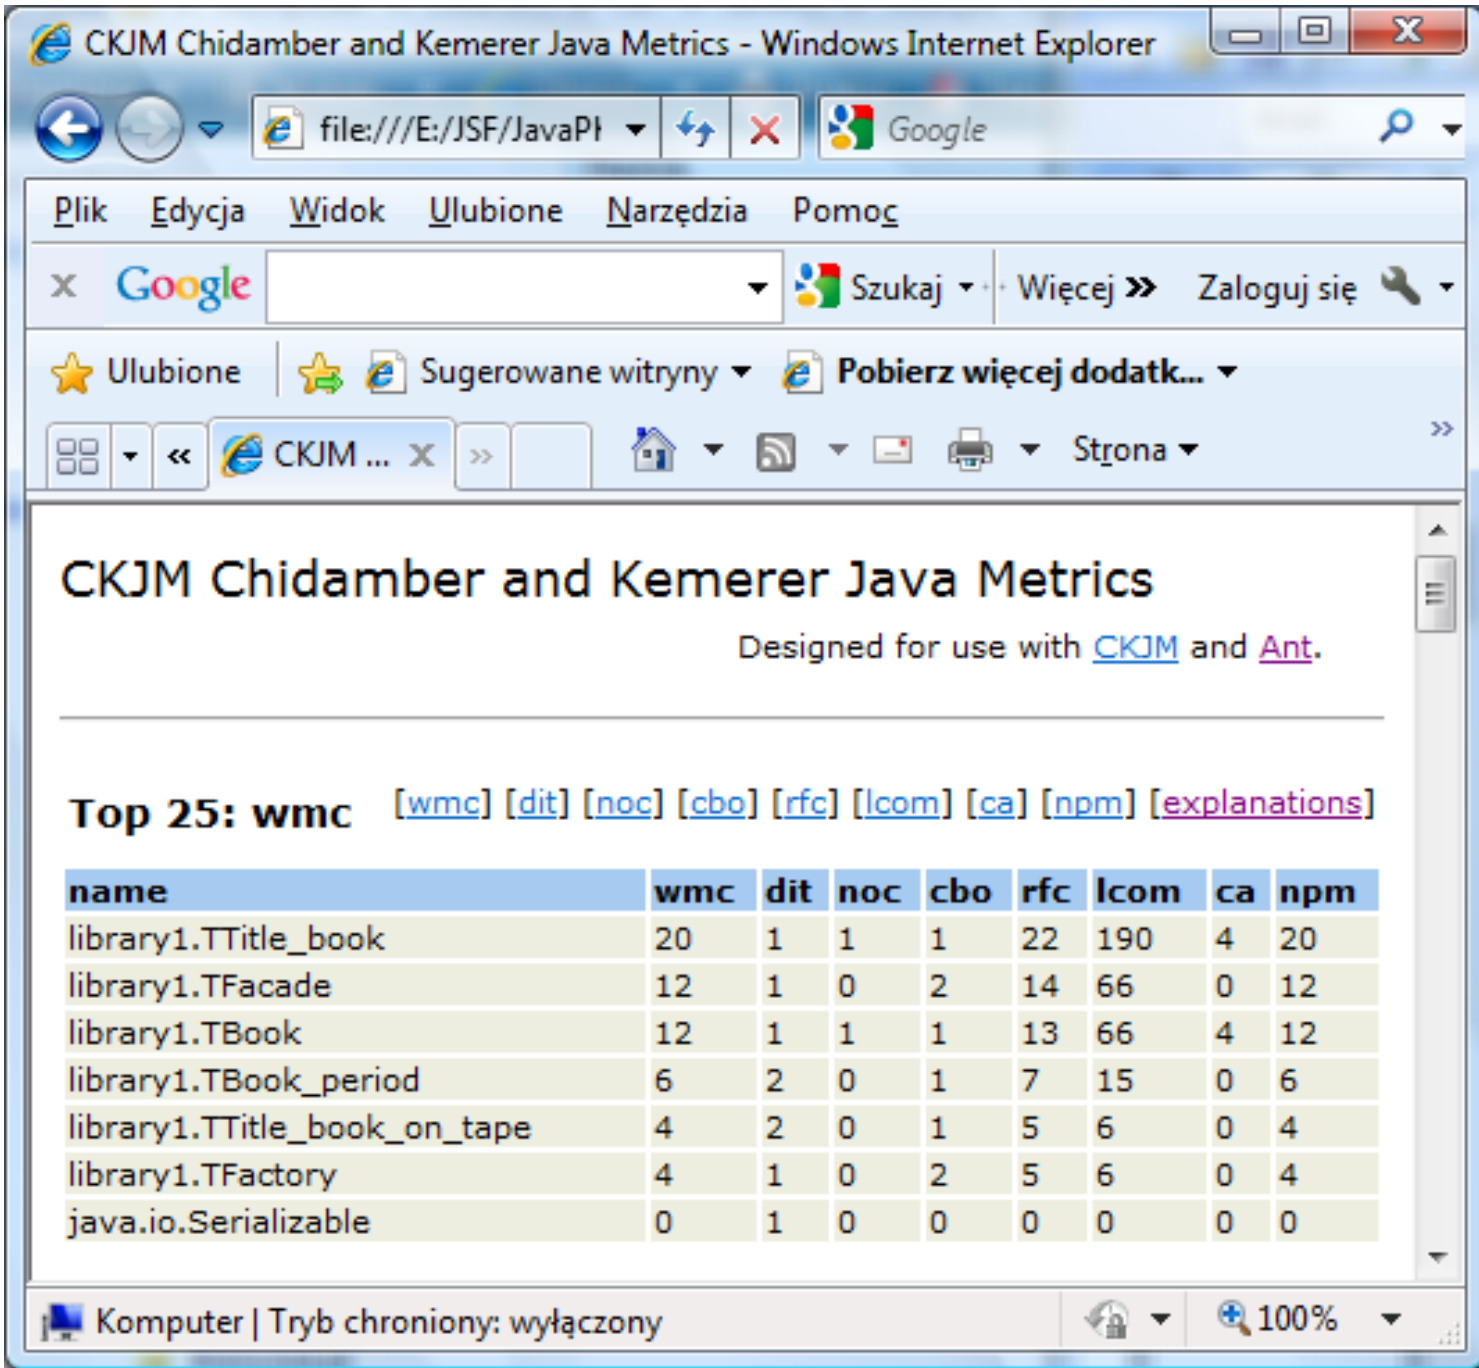 CKJM Chidamber and Kemerer Java Metrics - Windows Internet Explorer
file:///E:/JSF/JavaPl Google
Plik Edycja Widok Ulubione Narzędzia Pomoc
x Google Szukaj Więcej » Zaloguj się
Ulubione Sugerowane witryny Pobierz więcej dodatk...
« CKJM ... x » Strona »
CKJM Chidamber and Kemerer Java Metrics
Designed for use with CKJM and Ant.
Top 25: wmc [wmc] [dit] [noc] [cbo] [rfc] [lcom] [ca] [npm] [explanations]
name wmc dit noc cbo rfc lcom ca npm
library1.TTitle_book 20 1 1 1 22 190 4 20
library1.TFacade 12 1 0 2 14 66 0 12
library1.TBook 12 1 1 1 13 66 4 12
library1.TBook_period 6 2 0 1 7 15 0 6
library1.TTitle_book_on_tape 4 2 0 1 5 6 0 4
library1.TFactory 4 1 0 2 5 6 0 4
java.io.Serializable 0 1 0 0 0 0 0 0
Komputer | Tryb chroniony: wyłączony 100%